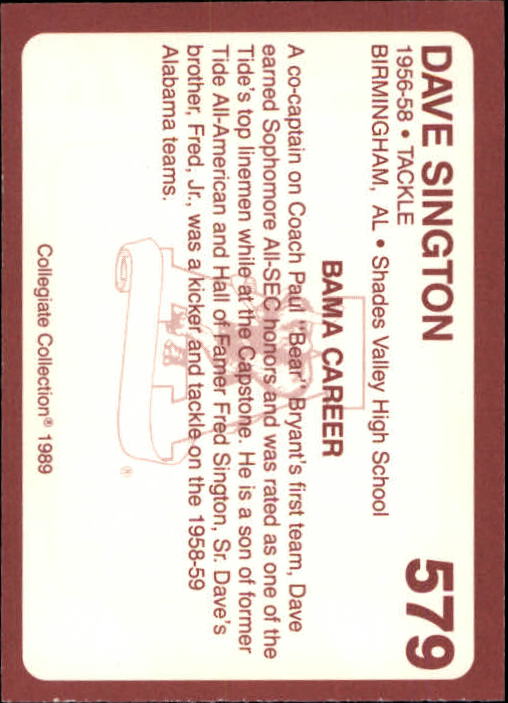 DAVE SINGTON 579
1956-58 • TACKLE
BIRMINGHAM, AL • Shades Valley High School
BAMA CAREER
A co-captain on Coach Paul "Bear" Bryant's first team, Dave
earned Sophomore All-SEC honors and was rated as one of the
Tide's top linemen while at the Capstone. He is a son of former
Tide All-American and Hall of Famer Fred Sington, Sr. Dave's
brother, Fred, Jr., was a kicker and tackle on the 1958-59
Alabama teams.
®
Collegiate Collection® 1989